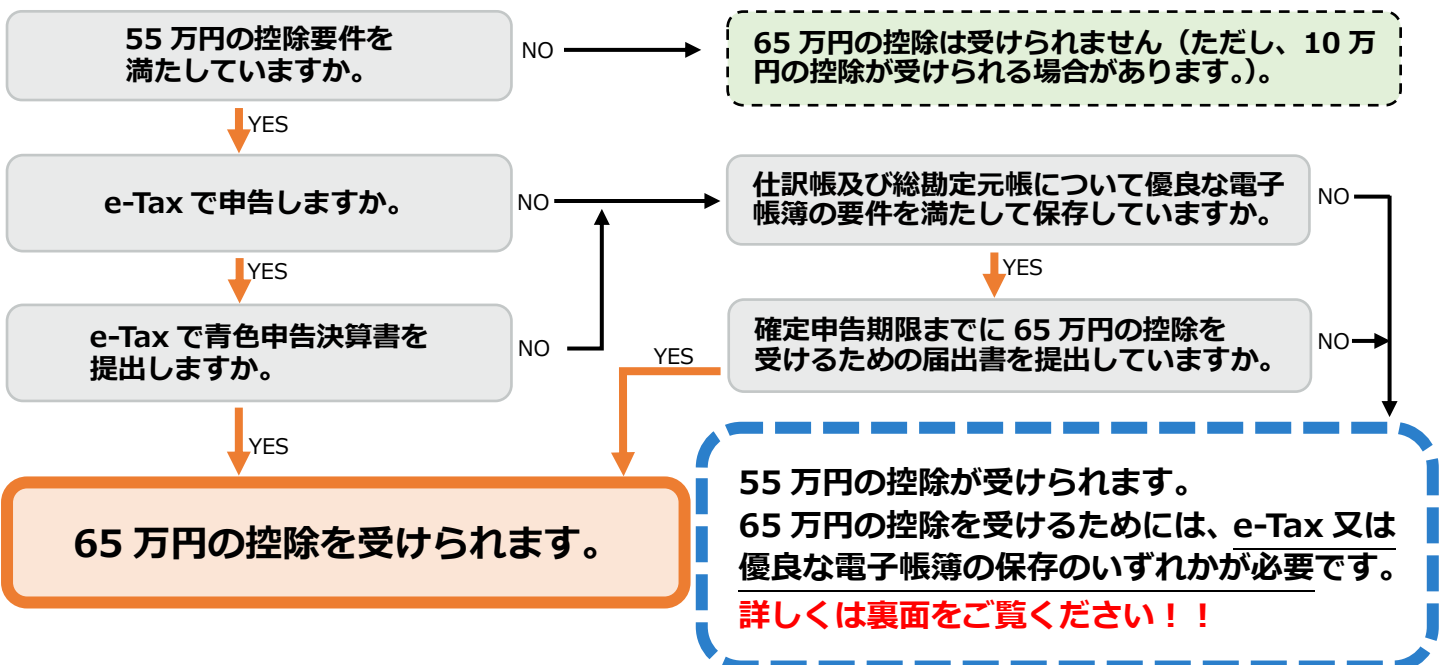 55 万円の控除要件を
満たしていますか。
NO
65 万円の控除は受けられません（ただし、10 万
円の控除が受けられる場合があります。）。
YES
e-Tax で申告しますか。
NO
仕訳帳及び総勘定元帳について優良な電子
帳簿の要件を満たして保存していますか。
NO
YES
YES
e-Tax で青色申告決算書を
提出しますか。
NO
YES
確定申告期限までに 65 万円の控除を
受けるための届出書を提出していますか。
NO
YES
65 万円の控除を受けられます。
55 万円の控除が受けられます。
65 万円の控除を受けるためには、e-Tax 又は
優良な電子帳簿の保存のいずれかが必要です。
詳しくは裏面をご覧ください！！